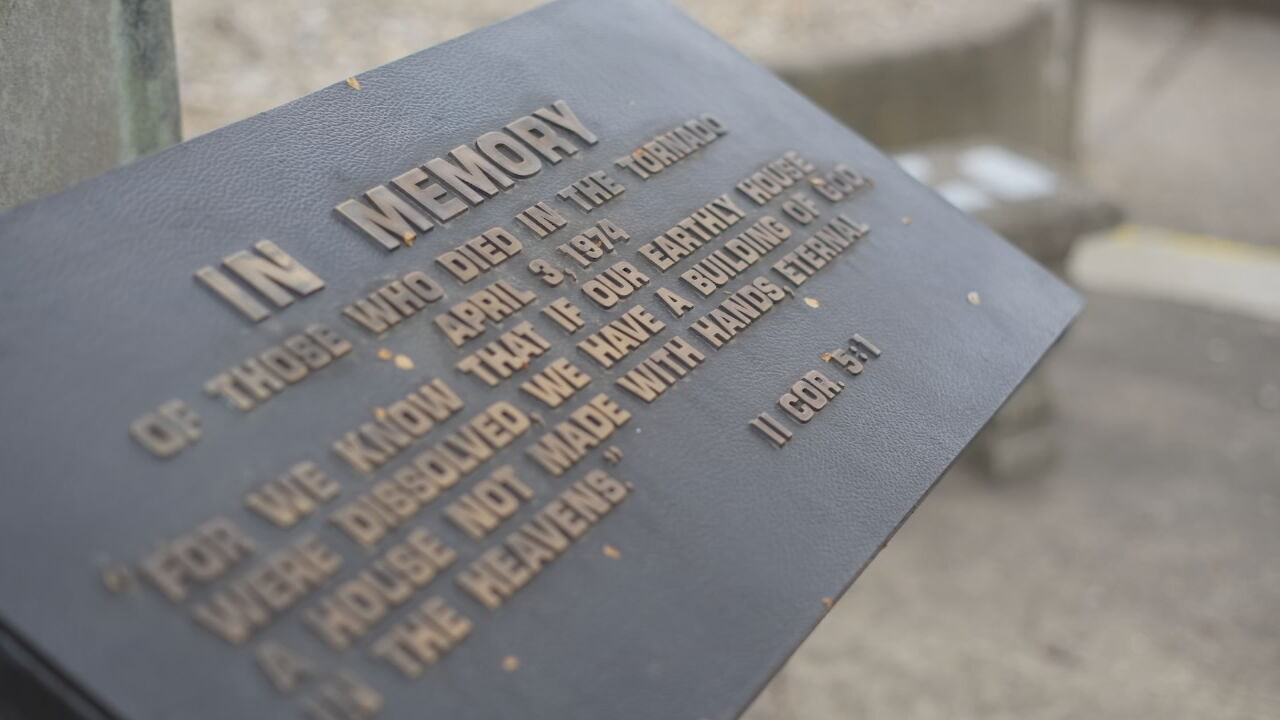 IN MEMORY
OF THOSE WHO DIED IN THE TORNADO
APRIL 3, 1974
"FOR WE KNOW THAT IF OUR EARTHLY HOUSE
WERE DISSOLVED, WE HAVE A BUILDING OF GOD,
A HOUSE NOT MADE WITH HANDS, ETERNAL
IN THE HEAVENS."
II COR. 5:1